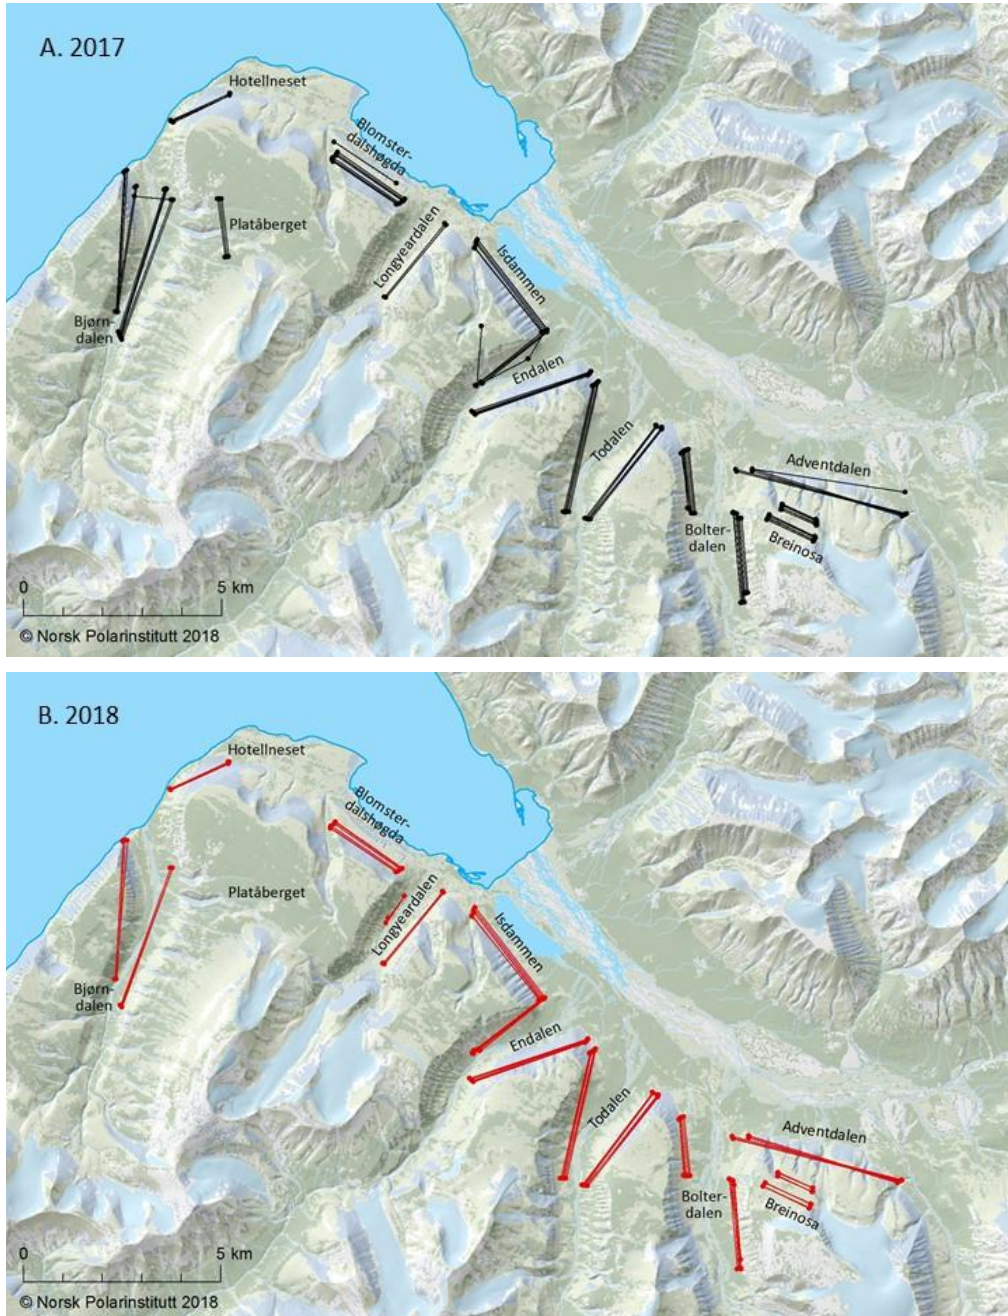 A. 2017
Hotellneset
Blomster-
dalshøgda
Platåberget
Longyeardalen
Isdammen
Bjørn-
dalen
Endalen
Todalen
Adventdalen
Bolter-
dalen
Breinosa
0 5 km
© Norsk Polarinstitutt 2018
B. 2018
Hotellneset
Blomster-
dalshøgda
Platåberget
Longyeardalen
Isdammen
Bjørn-
dalen
Endalen
Todalen
Adventdalen
Bolter-
dalen
Breinosa
0 5 km
© Norsk Polarinstitutt 2018